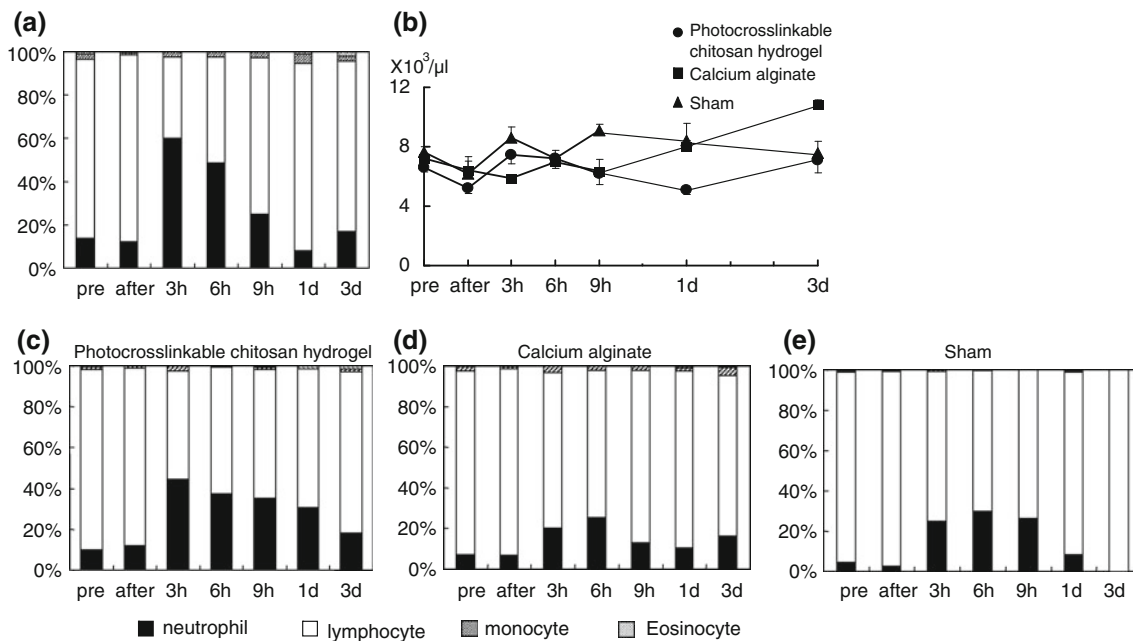 (a)
100%
80%
60%
40%
20%
0%
pre after 3h 6h 9h 1d 3d
(b)
X10³/µl
12
8
4
0
pre after 3h 6h 9h 1d 3d
Photocrosslinkable
chitosan hydrogel
Calcium alginate
Sham
(c)
Photocrosslinkable chitosan hydrogel
100%
80%
60%
40%
20%
0%
pre after 3h 6h 9h 1d 3d
(d)
Calcium alginate
100%
80%
60%
40%
20%
0%
pre after 3h 6h 9h 1d 3d
(e)
Sham
100%
80%
60%
40%
20%
0%
pre after 3h 6h 9h 1d 3d
neutrophil lymphocyte monocyte Eosinocyte